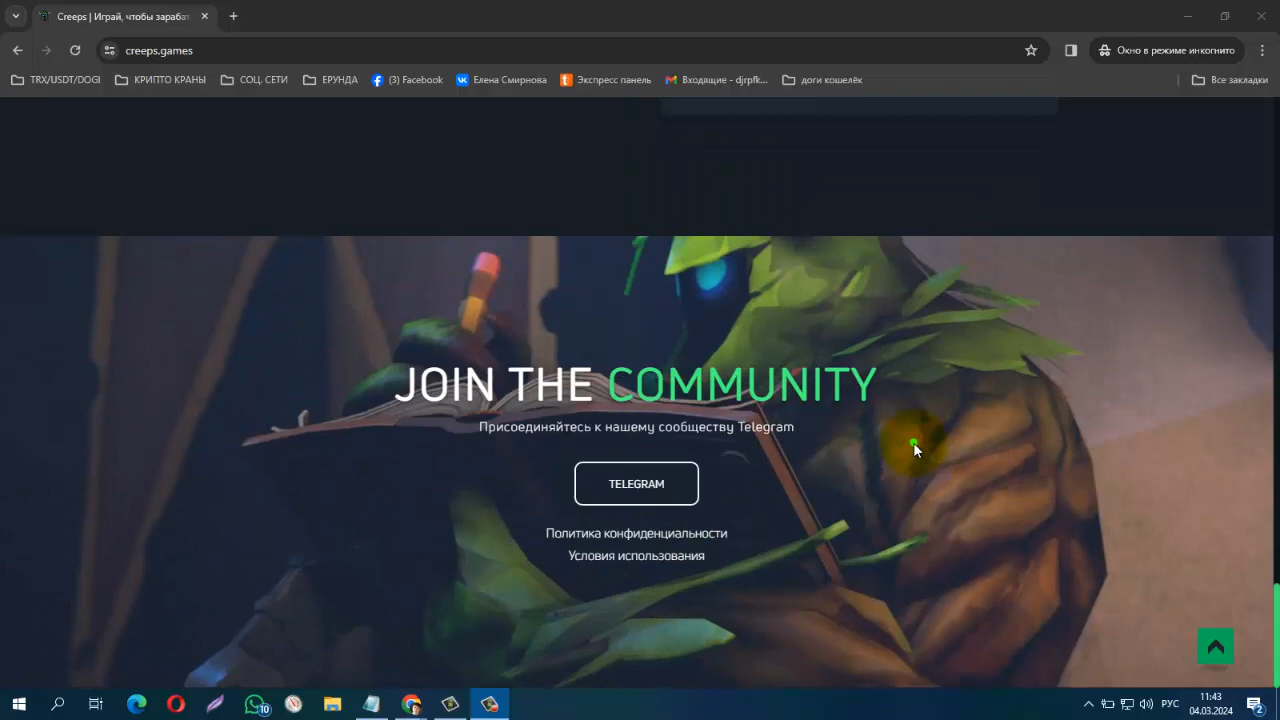 Creeps | Играй, чтобы зарабат
creeps.games
Окно в режиме инкогнито
TRX/USDT/DOGI
КРИПТО КРАНЫ
СОЦ. СЕТИ
ЕРУНДА
(3) Facebook
Елена Смирнова
Экспресс панель
Входящие - djrpfk...
доги кошелёк
Все закладки
JOIN THE COMMUNITY
Присоединяйтесь к нашему сообществу Telegram
TELEGRAM
Политика конфиденциальности
Условия использования
10
РУС
11:43
04.03.2024
2